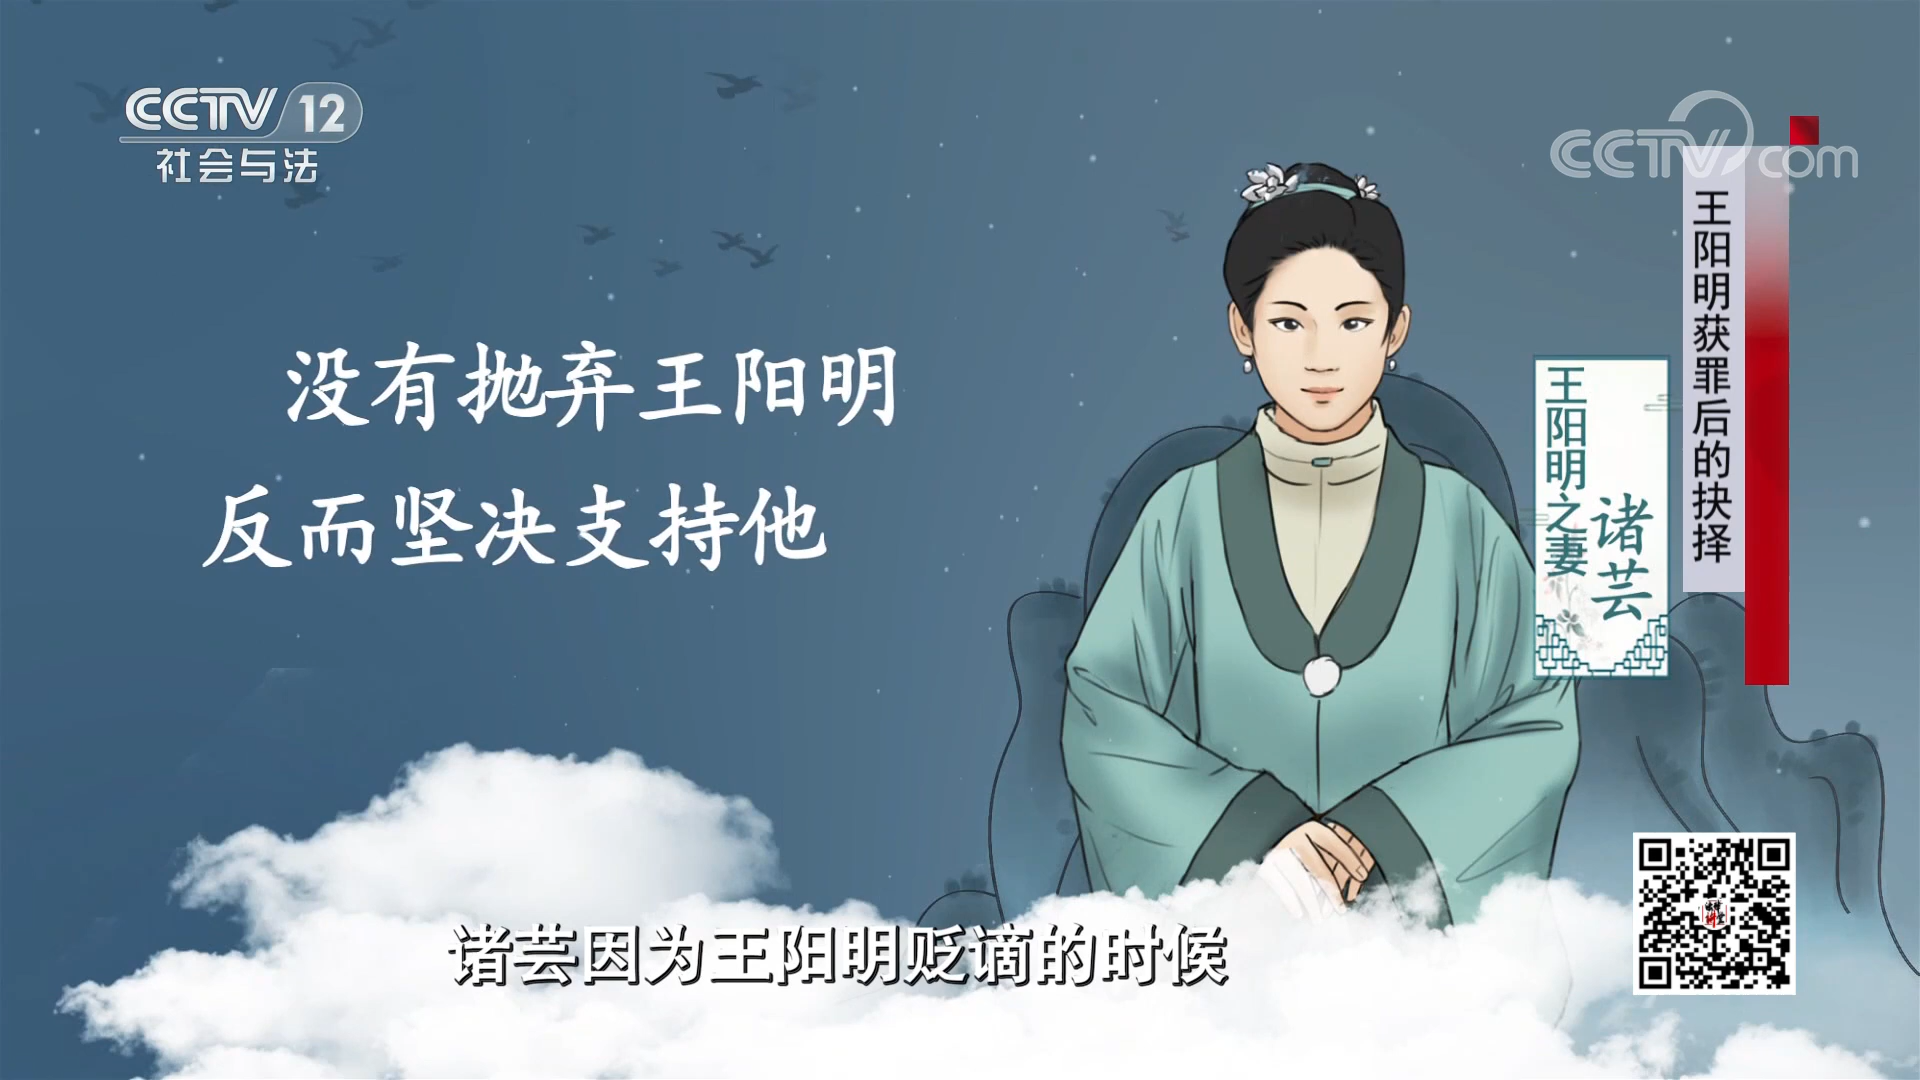 CCTV 12
社会与法
CCTV com
王阳明获罪后的抉择
没有抛弃王阳明
反而坚决支持他
王阳明之妻
诸芸
诸芸因为王阳明贬谪的时候